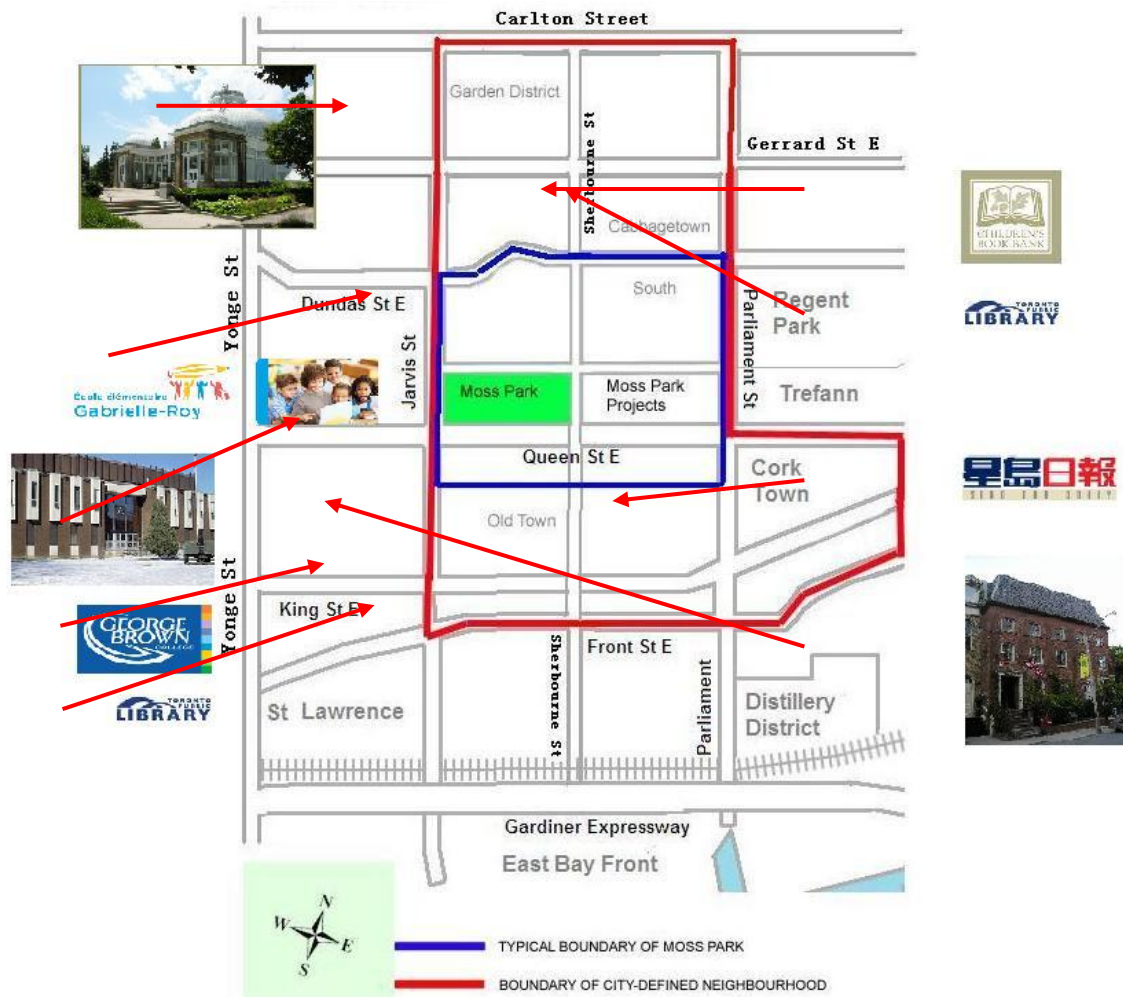 Carlton Street
Garden District
Sherbourne St
Gerrard St E
CHILDREN'S
BOOK BANK
Cabbagetown
Yonge St
Dundas St E
South
Parliament St
Regent
Park
TORONTO
PUBLIC
LIBRARY
Jarvis St
École élémentaire
Gabrielle-Roy
Moss Park
Moss Park
Projects
Trefann
Queen St E
Cork
Town
星島日報
SING TAO DAILY
Old Town
Yonge St
King St E
GEORGE
BROWN
COLLEGE
Front St E
Sherbourne St
Parliament
TORONTO
PUBLIC
LIBRARY
St Lawrence
Distillery
District
Gardiner Expressway
East Bay Front
N
W
E
S
TYPICAL BOUNDARY OF MOSS PARK
BOUNDARY OF CITY-DEFINED NEIGHBOURHOOD